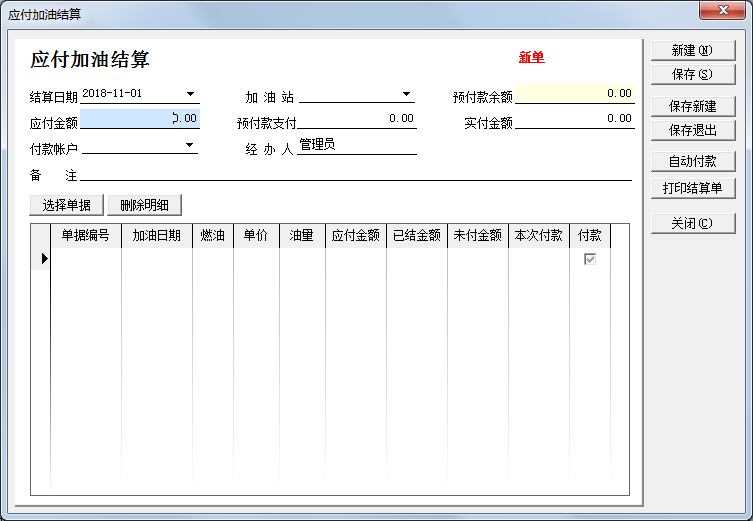 应付加油结算
应付加油结算 新单
结算日期 2018-11-01 加油站 预付款余额 0.00
应付金额 0.00 预付款支付 0.00 实付金额 0.00
付款帐户 经办人 管理员
备注
选择单据 删除明细
单据编号 加油日期 燃油 单价 油量 应付金额 已结金额 未付金额 本次付款 付款
新建(N)
保存(S)
保存新建
保存退出
自动付款
打印结算单
关闭(C)